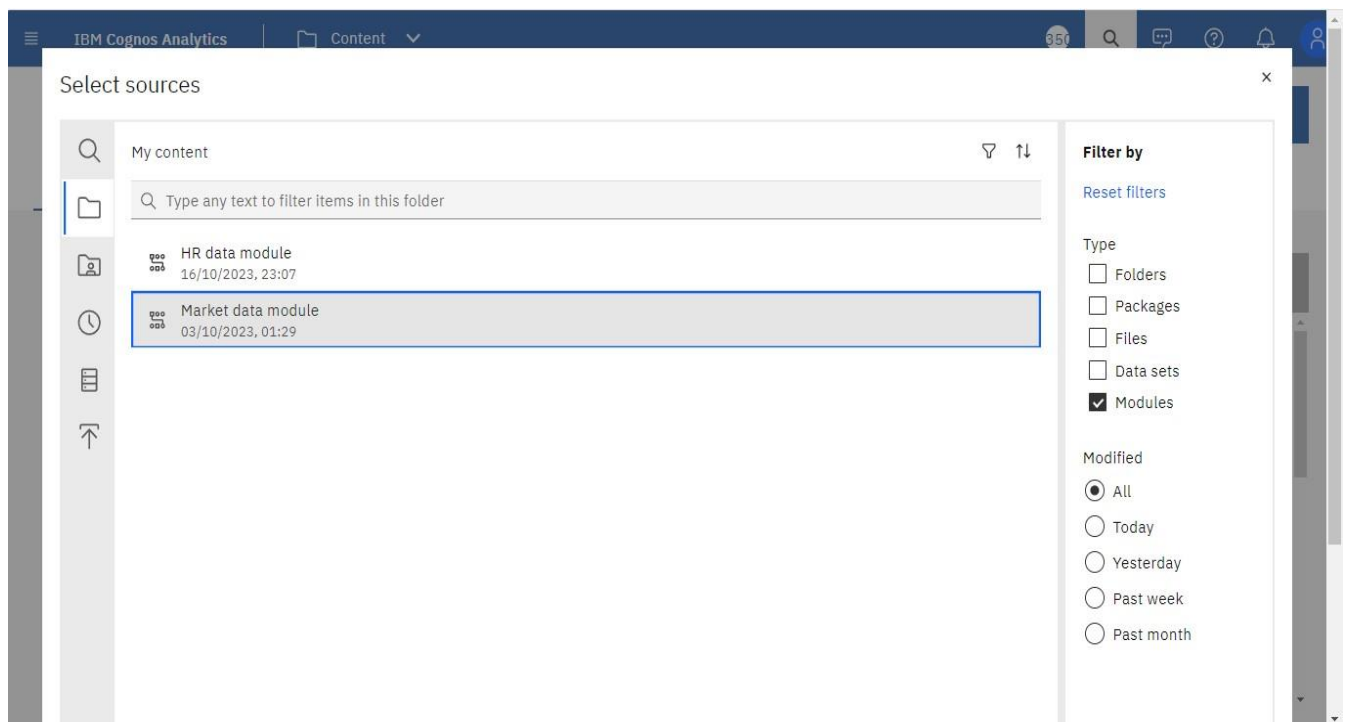 IBM Cognos Analytics
Content
350
Select sources
My content
Type any text to filter items in this folder
HR data module
16/10/2023, 23:07
Market data module
03/10/2023, 01:29
Filter by
Reset filters
Type
Folders
Packages
Files
Data sets
Modules
Modified
All
Today
Yesterday
Past week
Past month